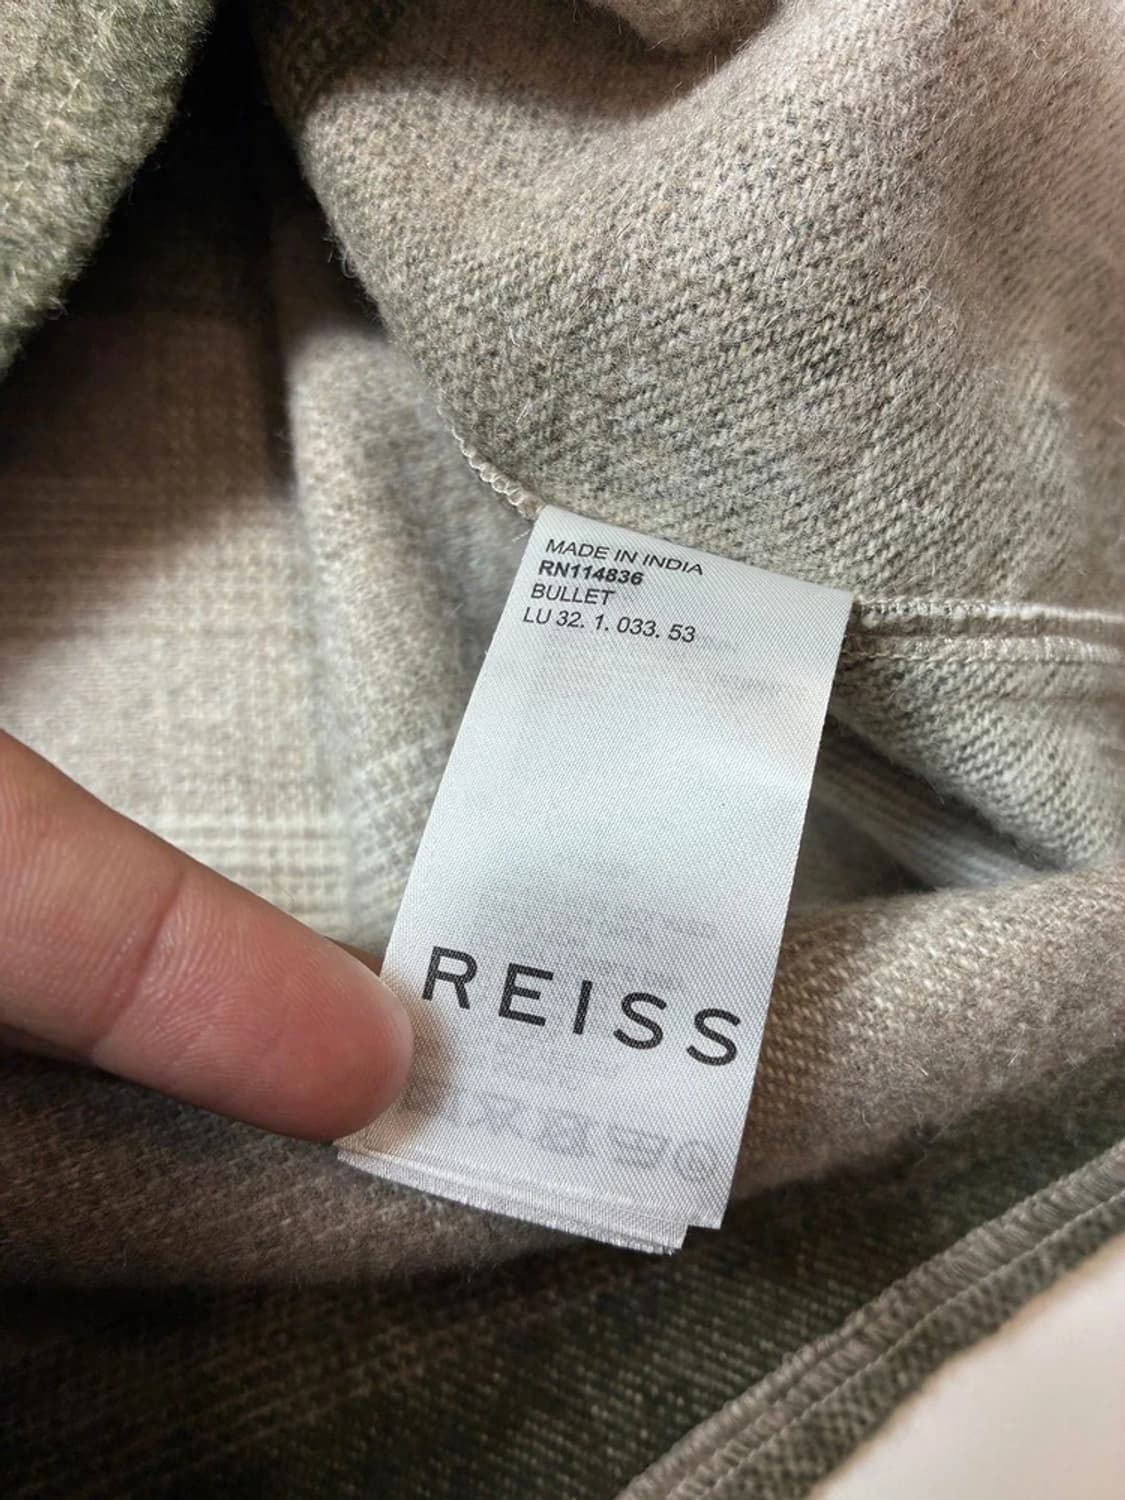 MADE IN INDIA
RN114836
BULLET
LU 32. 1. 033. 53
REISS